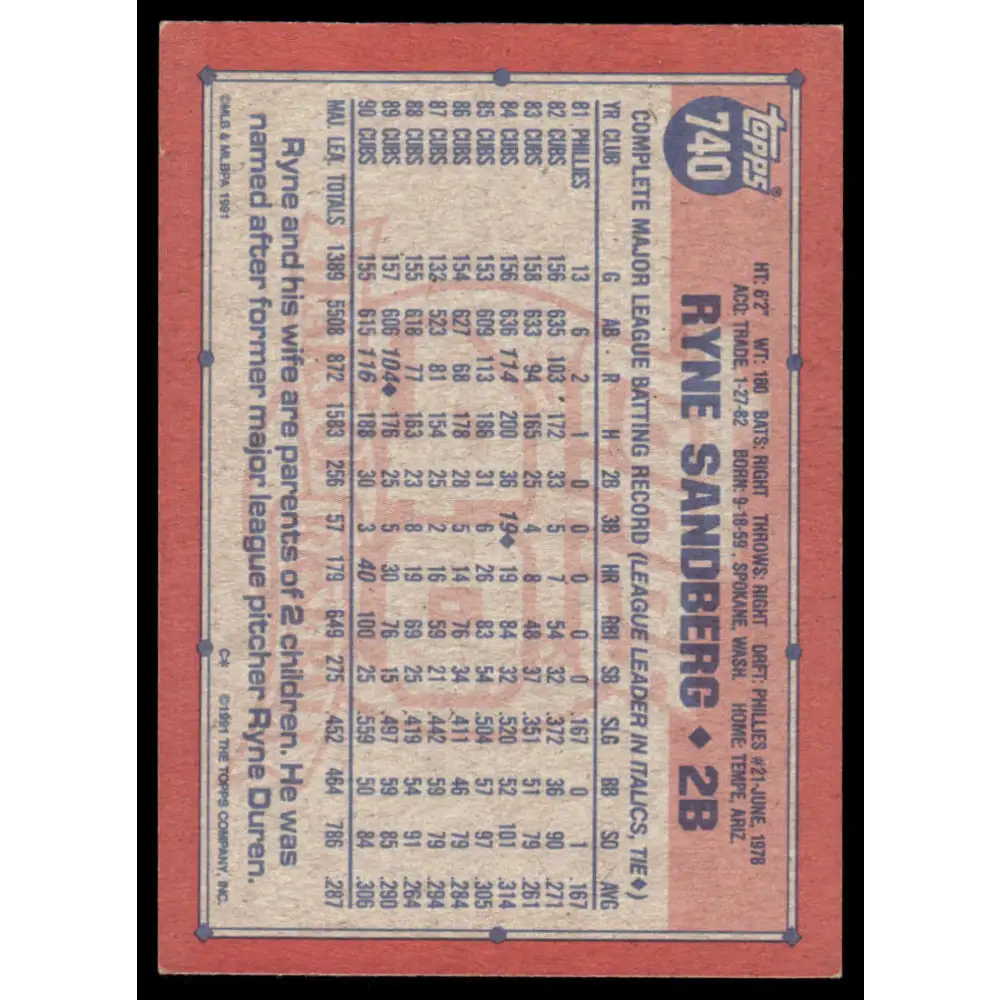 topps®
740
HT: 6'2" WT: 180 BATS: RIGHT THROWS: RIGHT DRFT: PHILLIES #21-JUNE, 1978
ACQ: TRADE, 1-27-82 BORN: 9-18-59, SPOKANE, WASH. HOME: TEMPE, ARIZ.
RYNE SANDBERG ♦ 2B
COMPLETE MAJOR LEAGUE BATTING RECORD (LEAGUE LEADER IN ITALICS, TIE♦)
YR CLUB G AB R H 2B 3B HR RBI SB SLG BB SO AVG
81 PHILLIES 13 6 2 1 0 0 0 0 0 .167 0 1 .167
82 CUBS 156 635 103 172 33 5 7 54 32 .372 36 90 .271
83 CUBS 158 633 94 165 25 4 8 48 37 .351 51 79 .261
84 CUBS 156 636 114 200 36 19♦ 19 84 32 .520 52 101 .314
85 CUBS 153 609 113 186 31 6 26 83 54 .504 57 97 .305
86 CUBS 154 627 68 178 28 5 14 76 34 .411 46 79 .284
87 CUBS 132 523 81 154 25 2 16 59 21 .442 59 79 .294
88 CUBS 155 618 77 163 23 8 19 69 25 .419 54 91 .264
89 CUBS 157 606 104♦ 176 25 5 30 76 15 .497 59 85 .290
90 CUBS 155 615 116 188 30 3 40 100 25 .559 50 84 .306
MAJ. LEA. TOTALS 1389 5508 872 1583 256 57 179 649 275 .452 464 786 .287
Ryne and his wife are parents of 2 children. He was
named after former major league pitcher Ryne Duren.
©MLB & MLBPA 1991 C* ©1991 THE TOPPS COMPANY, INC.